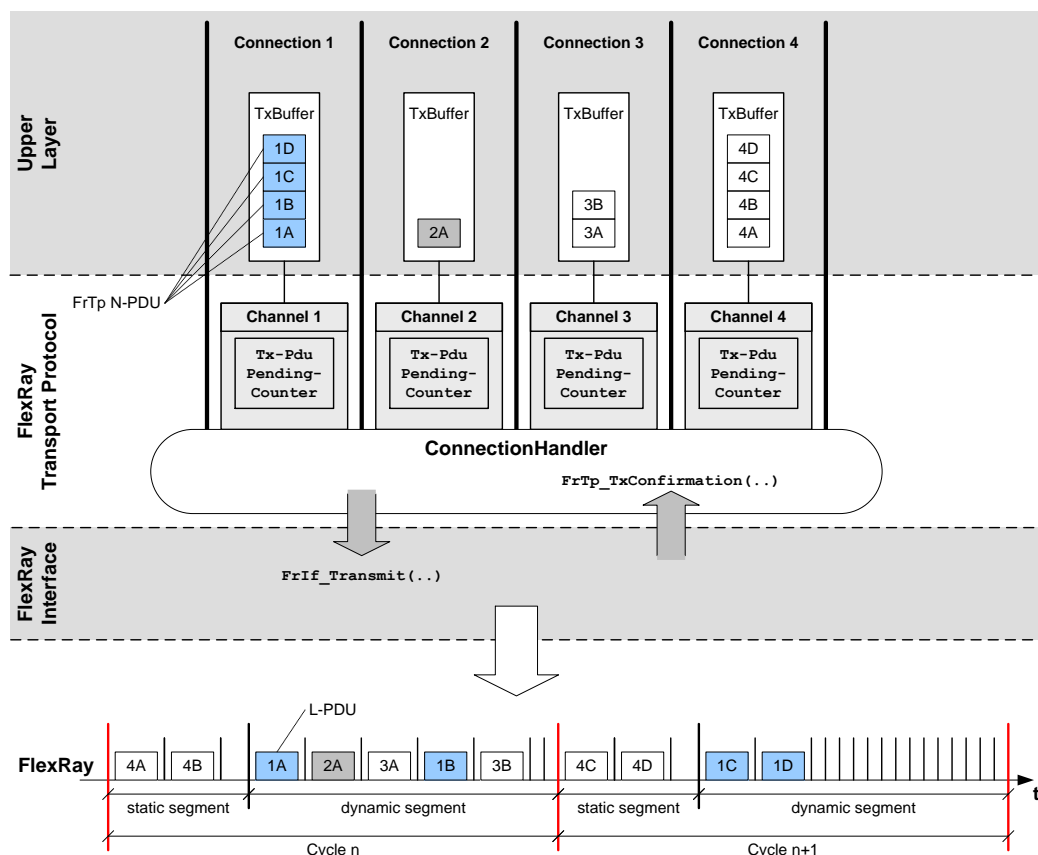 Connection 1
Connection 2
Connection 3
Connection 4
Upper
Layer
TxBuffer
TxBuffer
TxBuffer
TxBuffer
1D
1C
1B
1A
2A
3B
3A
4D
4C
4B
4A
FrTp N-PDU
FlexRay
Transport Protocol
Channel 1
Channel 2
Channel 3
Channel 4
Tx-Pdu
Pending-
Counter
Tx-Pdu
Pending-
Counter
Tx-Pdu
Pending-
Counter
Tx-Pdu
Pending-
Counter
ConnectionHandler
FrTp_TxConfirmation(..)
FlexRay
Interface
FrIf_Transmit(..)
L-PDU
FlexRay
4A
4B
1A
2A
3A
1B
3B
4C
4D
1C
1D
t
static segment
dynamic segment
static segment
dynamic segment
Cycle n
Cycle n+1